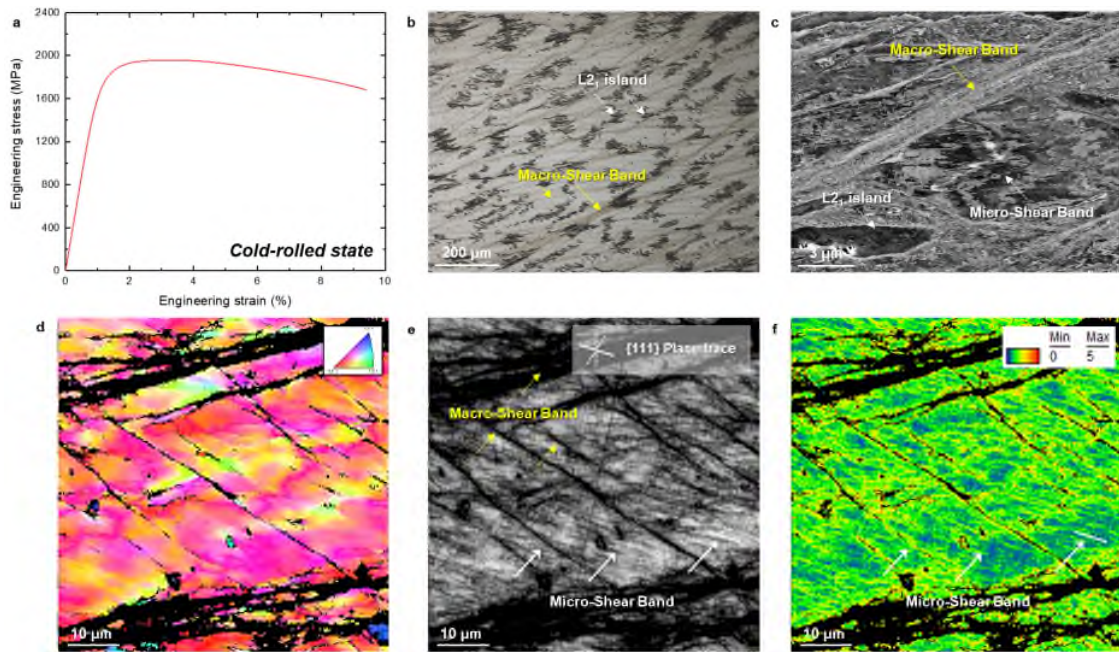 a
2400
2000
1600
1200
800
400
0
Engineering stress (MPa)
Cold-rolled state
0 2 4 6 8 10
Engineering strain (%)
b
L2₁ island
Macro-Shear Band
200 µm
c
Macro-Shear Band
L2₁ island
Micro-Shear Band
3 µm
d
10 µm
e
{111} Plane trace
Macro-Shear Band
Micro-Shear Band
10 µm
f
Min Max
0 5
Micro-Shear Band
10 µm